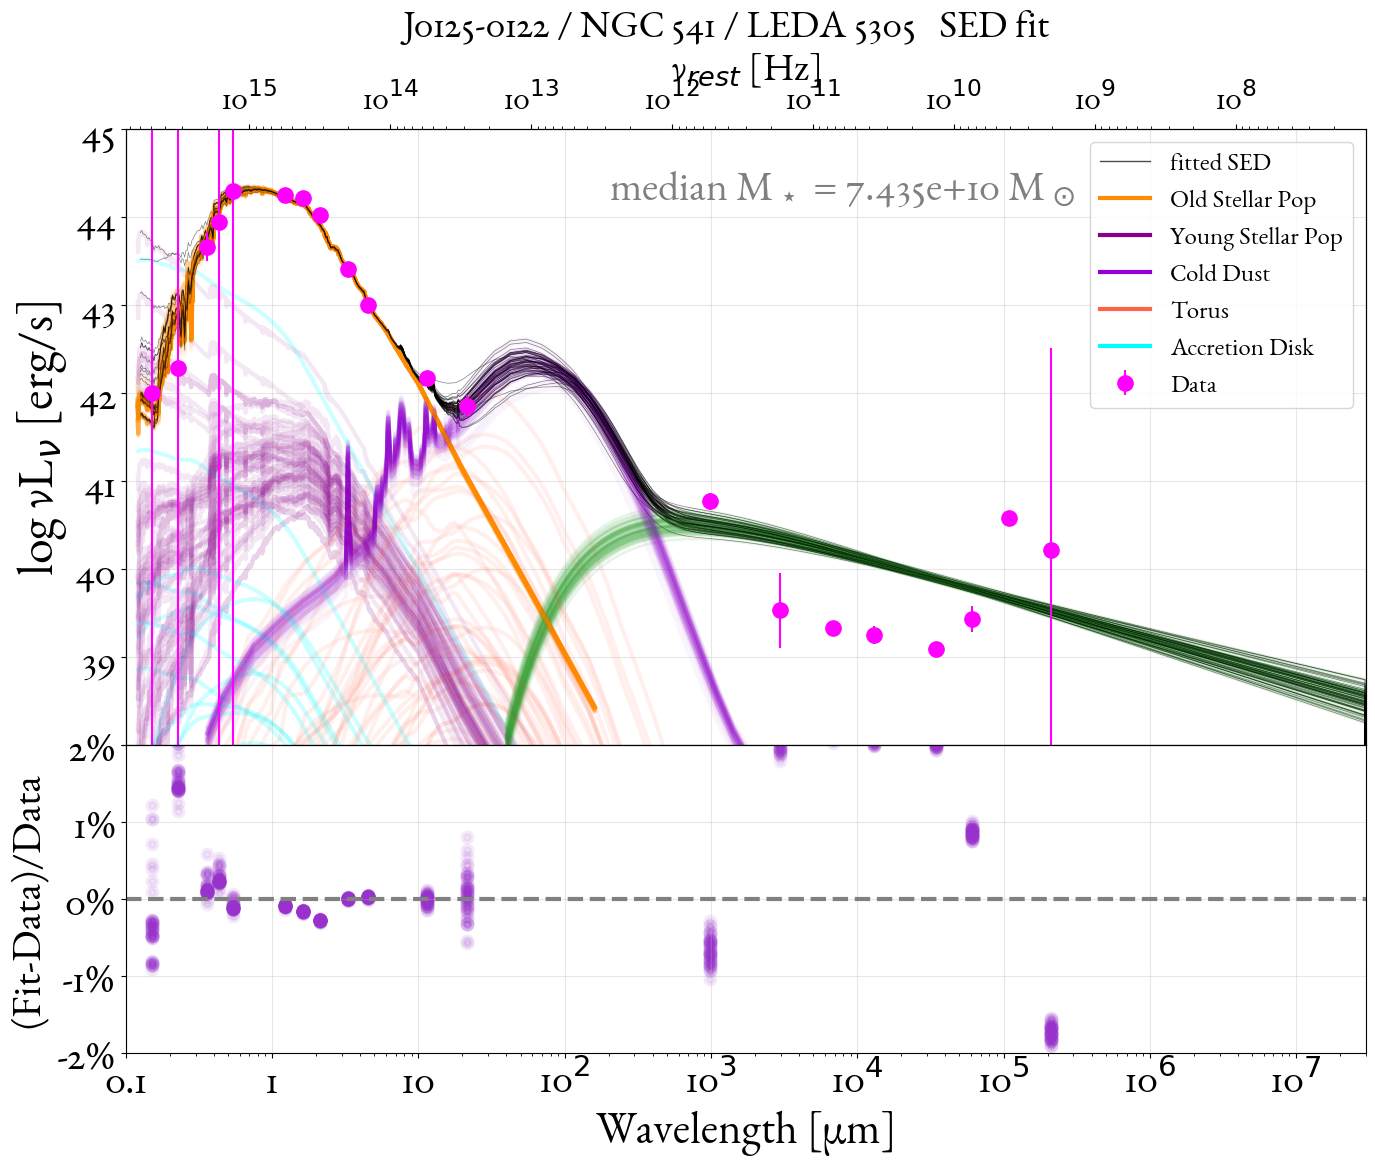 J0125-0122 / NGC 541 / LEDA 5305 SED fit
ν_rest [Hz]
10^15 10^14 10^13 10^12 10^11 10^10 10^9 10^8
45
44
43
42
41
40
39
log νL_ν [erg/s]
median M_⋆ = 7.435e+10 M_⊙
fitted SED
Old Stellar Pop
Young Stellar Pop
Cold Dust
Torus
Accretion Disk
Data
2%
1%
0%
-1%
-2%
(Fit-Data)/Data
0.1 1 10 10^2 10^3 10^4 10^5 10^6 10^7
Wavelength [μm]